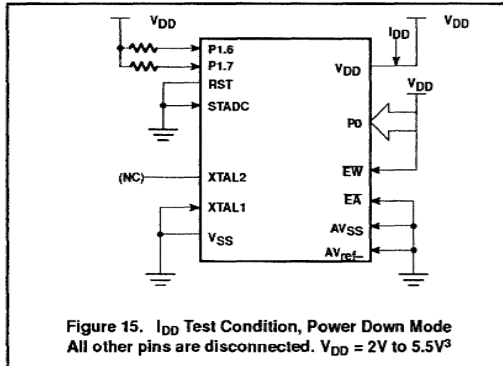 VDD VDD
IDD
P1.6
P1.7
VDD
RST
VDD
STADC
P0
EW
(NC) XTAL2
EA
XTAL1
AVSS
VSS
AVref–
Figure 15. IDD Test Condition, Power Down Mode
All other pins are disconnected. VDD = 2V to 5.5V³